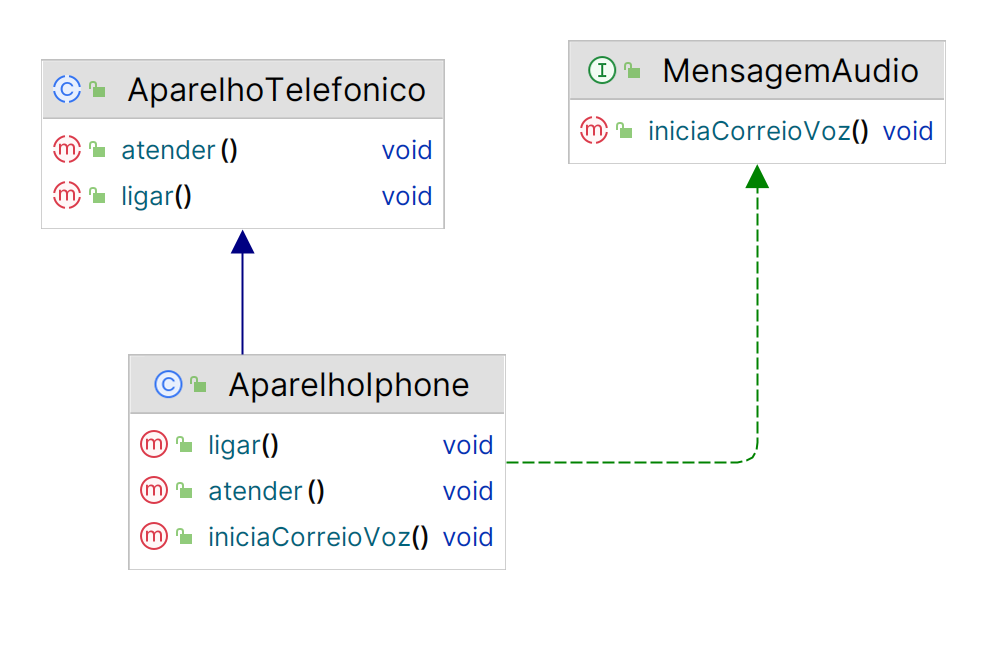 C AparelhoTelefonico
m atender() void
m ligar() void
I MensagemAudio
m iniciaCorreioVoz() void
C AparelhoIphone
m ligar() void
m atender() void
m iniciaCorreioVoz() void